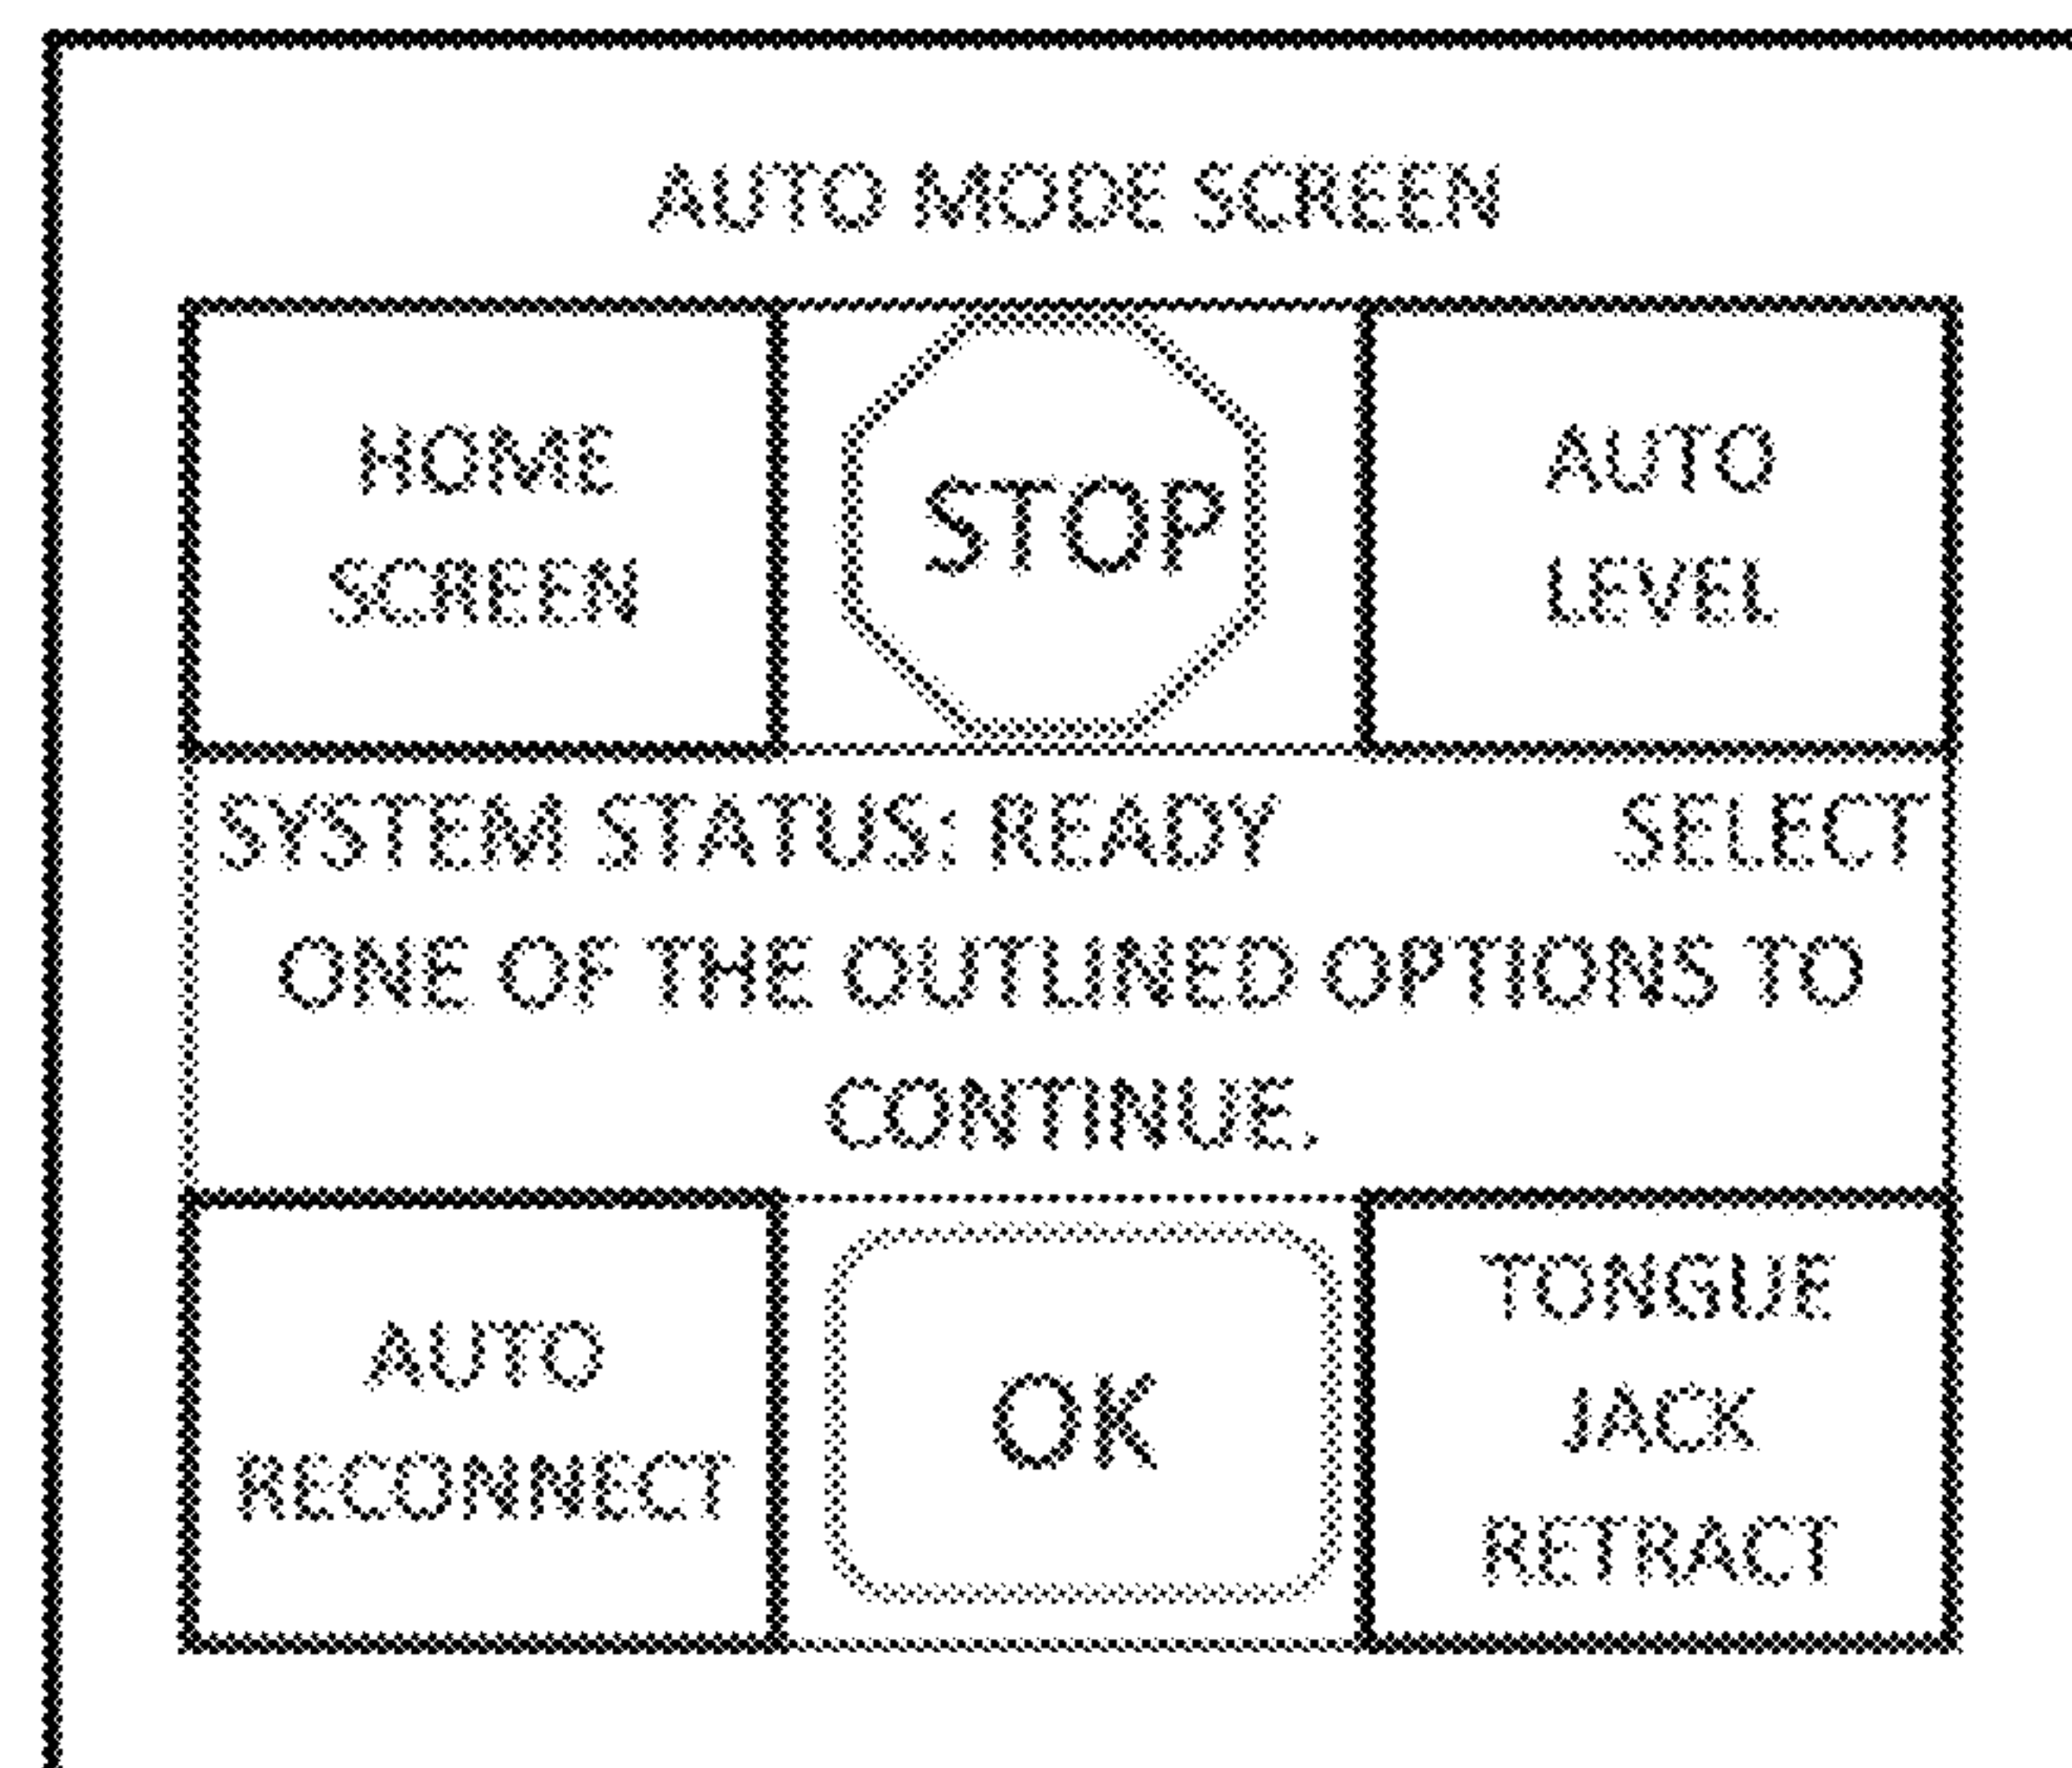 AUTO MODE SCREEN
HOME
SCREEN
STOP
AUTO
LEVEL
SYSTEM STATUS: READY SELECT
ONE OF THE OUTLINED OPTIONS TO
CONTINUE.
AUTO
RECONNECT
OK
TONGUE
JACK
RETRACT